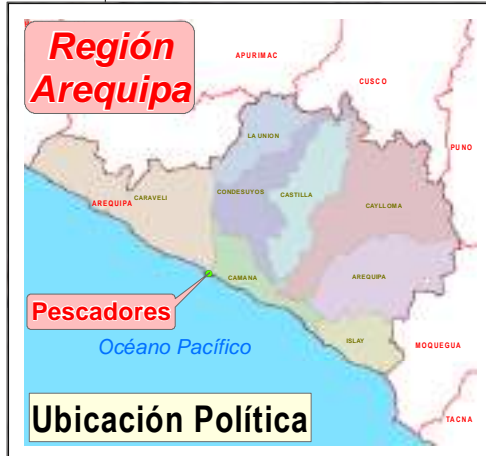 Región
Arequipa
APURIMAC
CUSCO
PUNO
LA UNION
CONDESUYOS
CASTILLA
CARAVELI
AREQUIPA
CAYLLOMA
CAMANA
AREQUIPA
Pescadores
ISLAY
MOQUEGUA
Océano Pacífico
Ubicación Política
TACNA